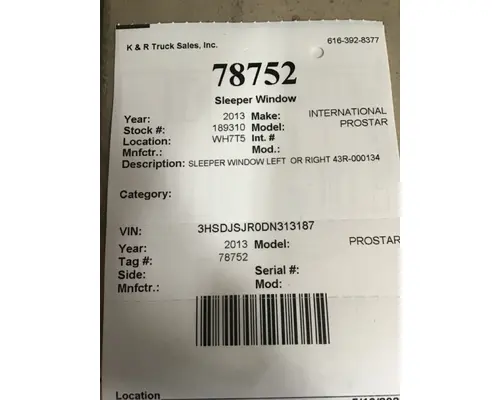 K & R Truck Sales, Inc. 616-392-8377
78752
Sleeper Window
Year: 2013 Make: INTERNATIONAL
Stock #: 189310 Model: PROSTAR
Location: WH7T5 Int. #
Mnfctr.: Mod.:
Description: SLEEPER WINDOW LEFT OR RIGHT 43R-000134
Category:
VIN: 3HSDJSJR0DN313187
Year: 2013 Model: PROSTAR
Tag #: 78752
Side: Serial #:
Mnfctr.: Mod:
Location